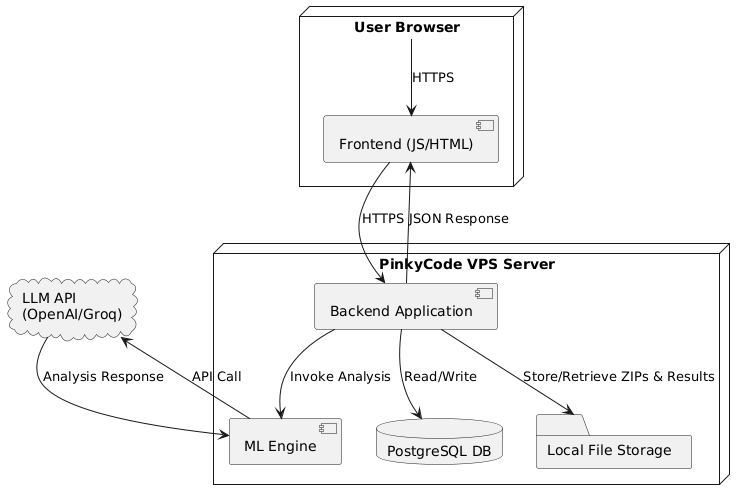 User Browser
HTTPS
Frontend (JS/HTML)
HTTPS
JSON Response
PinkyCode VPS Server
LLM API
(OpenAI/Groq)
Backend Application
Analysis Response
API Call
Invoke Analysis
Read/Write
Store/Retrieve ZIPs & Results
ML Engine
PostgreSQL DB
Local File Storage